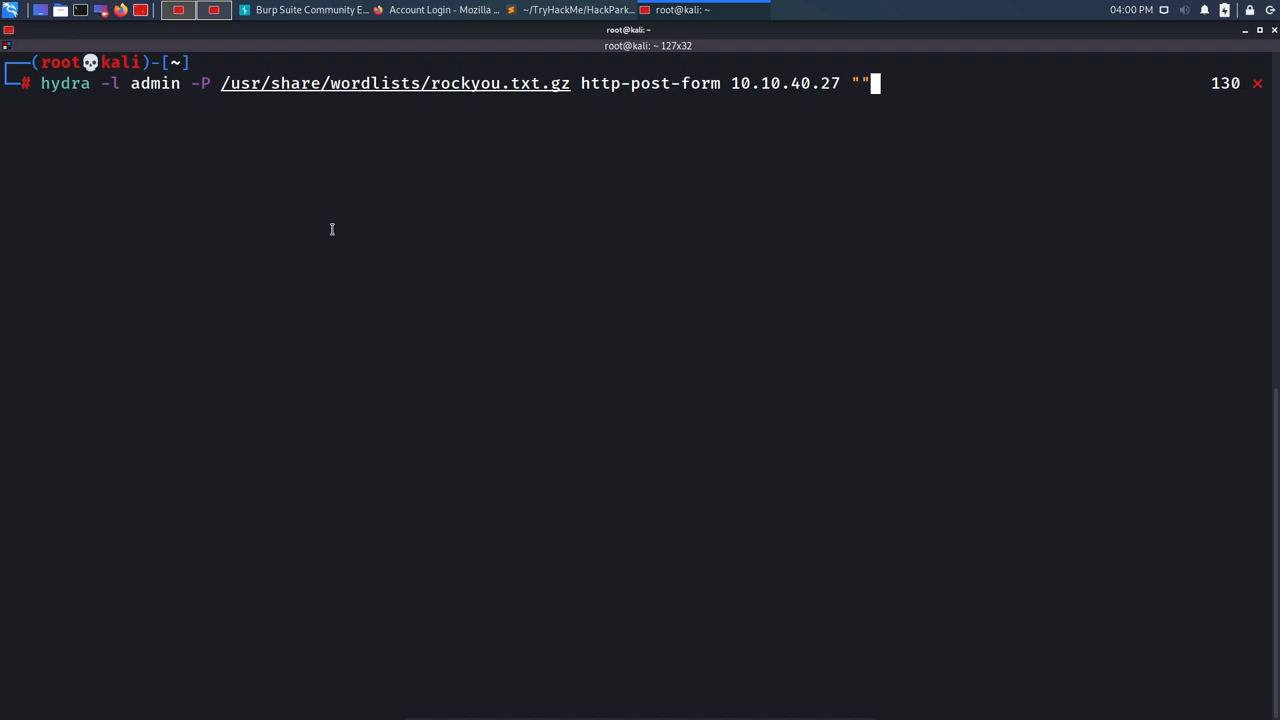 Burp Suite Community E... Account Login - Mozilla ... ~/TryHackMe/HackPark... root@kali: ~ 04:00 PM
root@kali: ~
root@kali: ~ 127x32
┌──(root💀kali)-[~]
└─# hydra -l admin -P /usr/share/wordlists/rockyou.txt.gz http-post-form 10.10.40.27 "" 130 ⨯